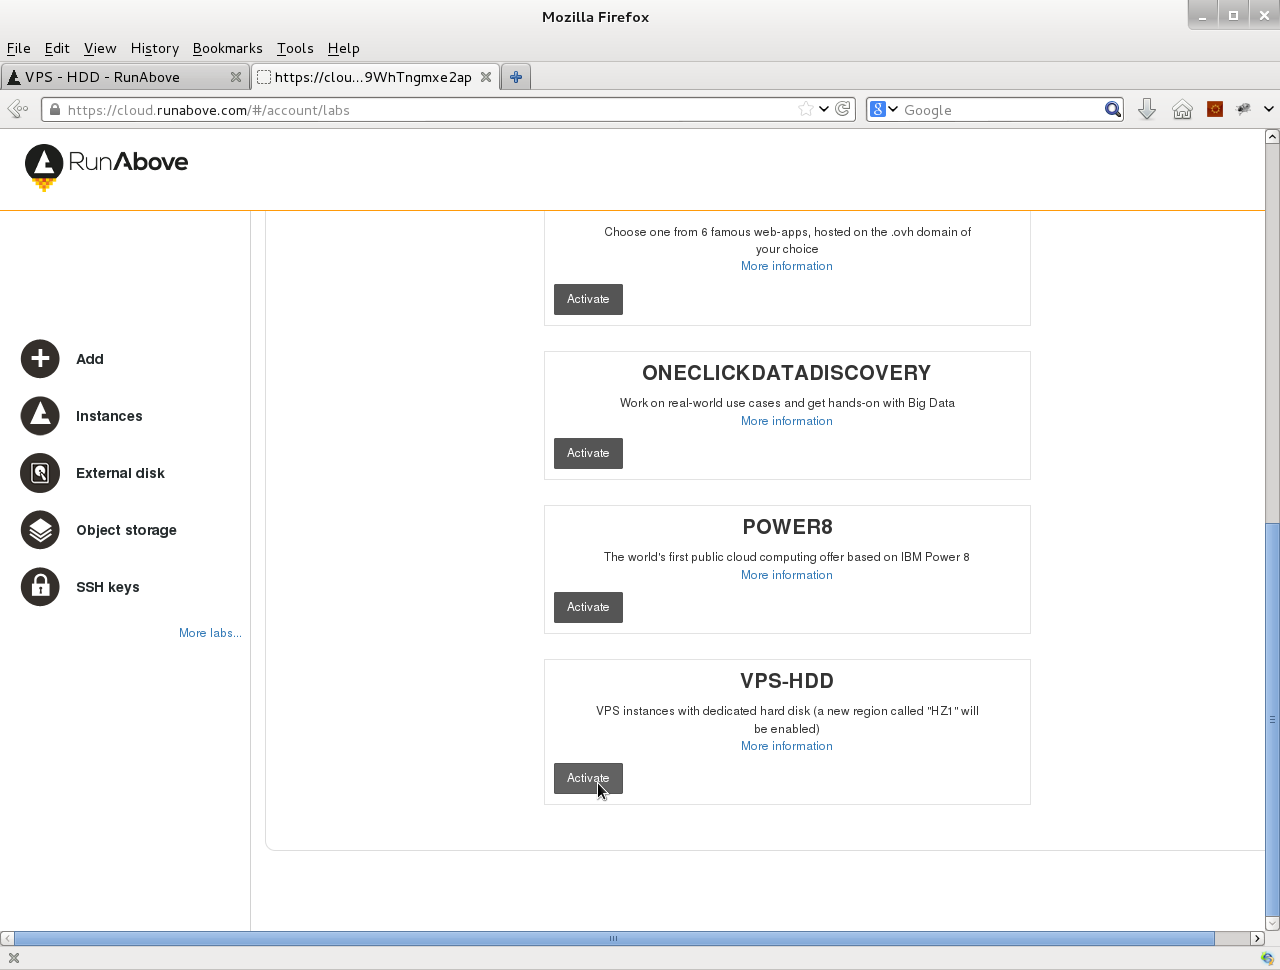 Mozilla Firefox
File Edit View History Bookmarks Tools Help
VPS - HDD - RunAbove
https://clou...9WhTngmxe2ap
https://cloud.runabove.com/#/account/labs
8
Google
RunAbove
Choose one from 6 famous web-apps, hosted on the .ovh domain of
your choice
More information
Activate
Add
ONECLICKDATADISCOVERY
Work on real-world use cases and get hands-on with Big Data
More information
Activate
Instances
External disk
Object storage
SSH keys
More labs...
POWER8
The world's first public cloud computing offer based on IBM Power 8
More information
Activate
VPS-HDD
VPS instances with dedicated hard disk (a new region called "HZ1" will
be enabled)
More information
Activate